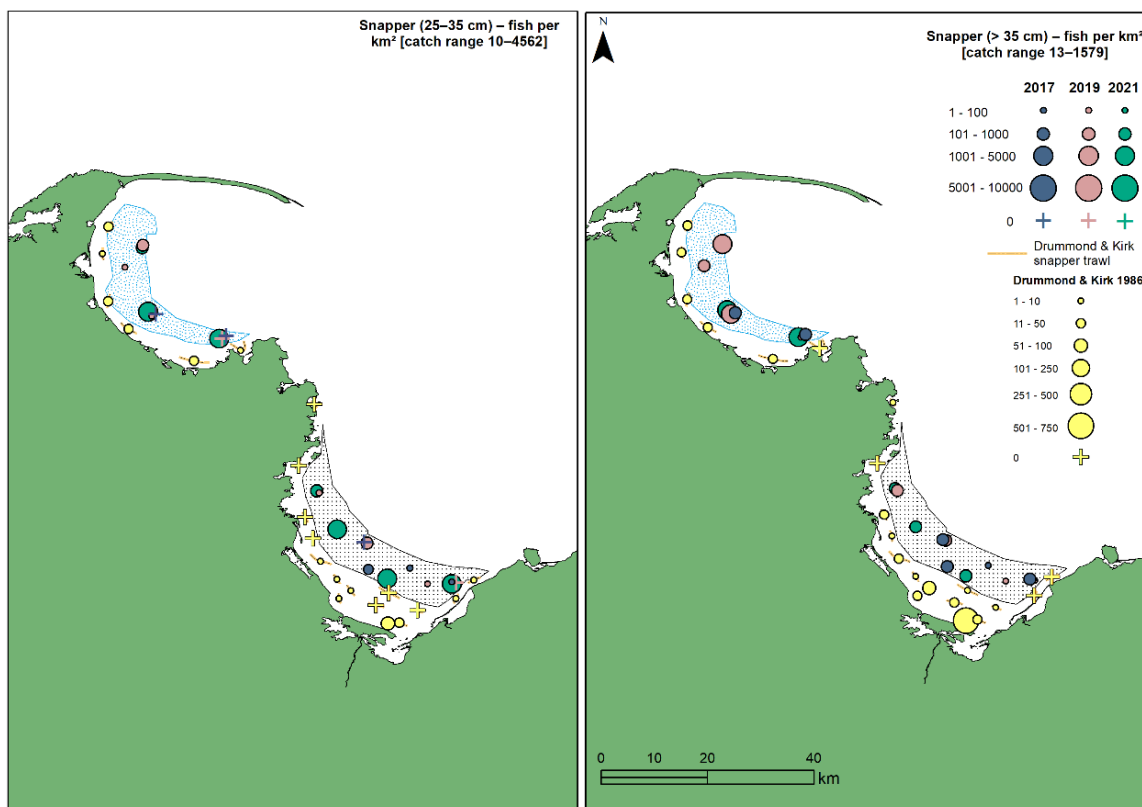 Snapper (25–35 cm) – fish per
km² [catch range 10–4562]
N
Snapper (> 35 cm) – fish per km²
[catch range 13–1579]
2017 2019 2021
1 - 100
101 - 1000
1001 - 5000
5001 - 10000
0
Drummond & Kirk
snapper trawl
Drummond & Kirk 1986
1 - 10
11 - 50
51 - 100
101 - 250
251 - 500
501 - 750
0
0 10 20 40
km